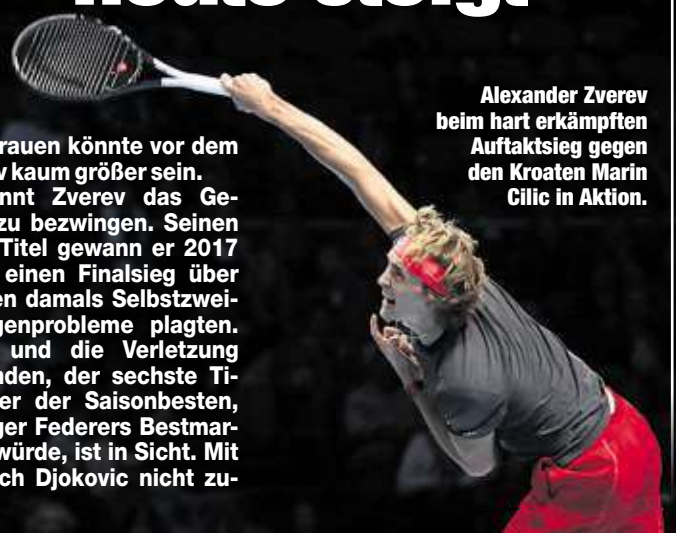 heute steigt
Alexander Zverev
beim hart erkämpften
Auftaktsieg gegen
den Kroaten Marin
Cilic in Aktion.
rauen könnte vor dem
v kaum größer sein.
nnt Zverev das Ge-
zu bezwingen. Seinen
Titel gewann er 2017
einen Finalsieg über
en damals Selbstzwei-
genprobleme plagten.
und die Verletzung
nden, der sechste Ti-
er der Saisonbesten,
ger Federers Bestmar-
würde, ist in Sicht. Mit
ch Djokovic nicht zu-